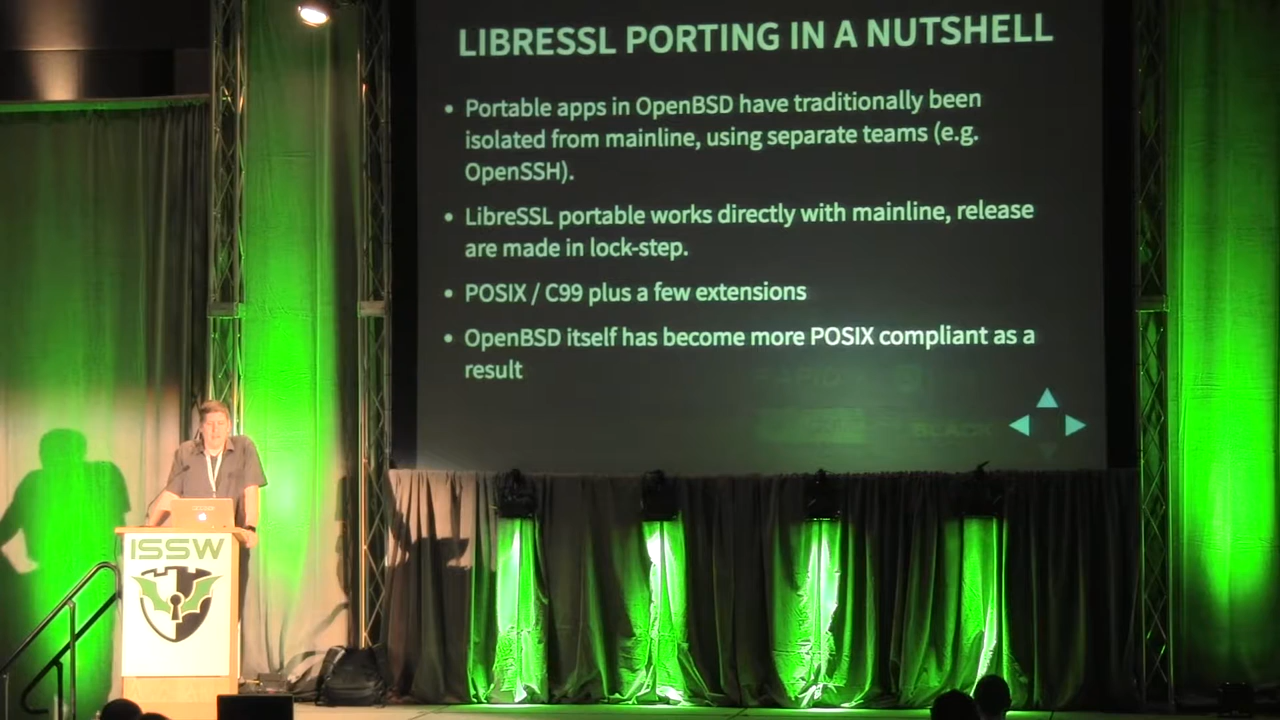 LIBRESSL PORTING IN A NUTSHELL
• Portable apps in OpenBSD have traditionally been
isolated from mainline, using separate teams (e.g.
OpenSSH).
• LibreSSL portable works directly with mainline, release
are made in lock-step.
• POSIX / C99 plus a few extensions
• OpenBSD itself has become more POSIX compliant as a
result
ISSW